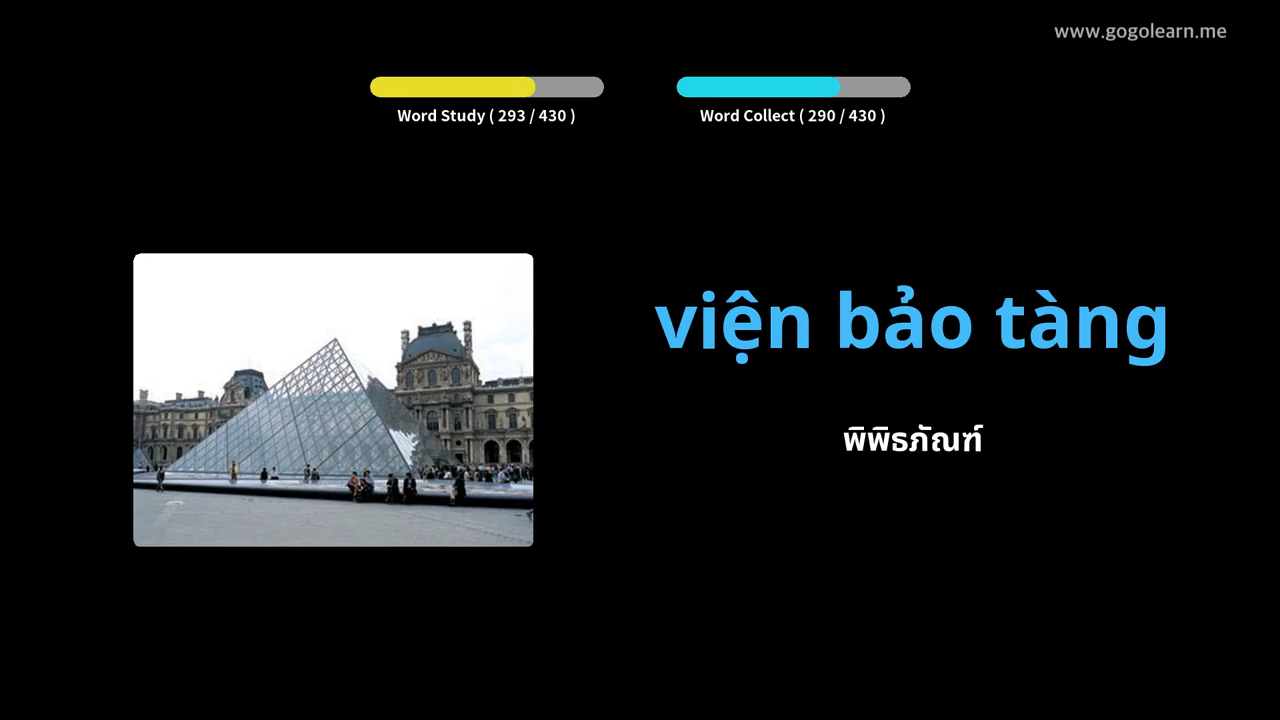 www.gogolearn.me
Word Study ( 293 / 430 )
Word Collect ( 290 / 430 )
viện bảo tàng
พิพิธภัณฑ์